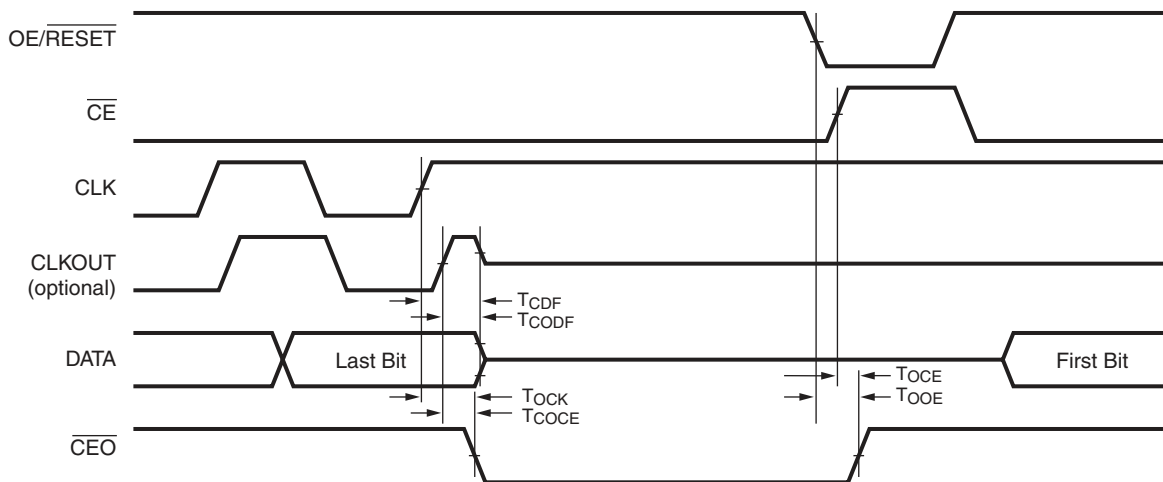 OE/RESET
CE
CLK
CLKOUT
(optional)
TCDF
TCODF
DATA
Last Bit
First Bit
TOCE
TOOE
TOCK
TCOCE
CEO